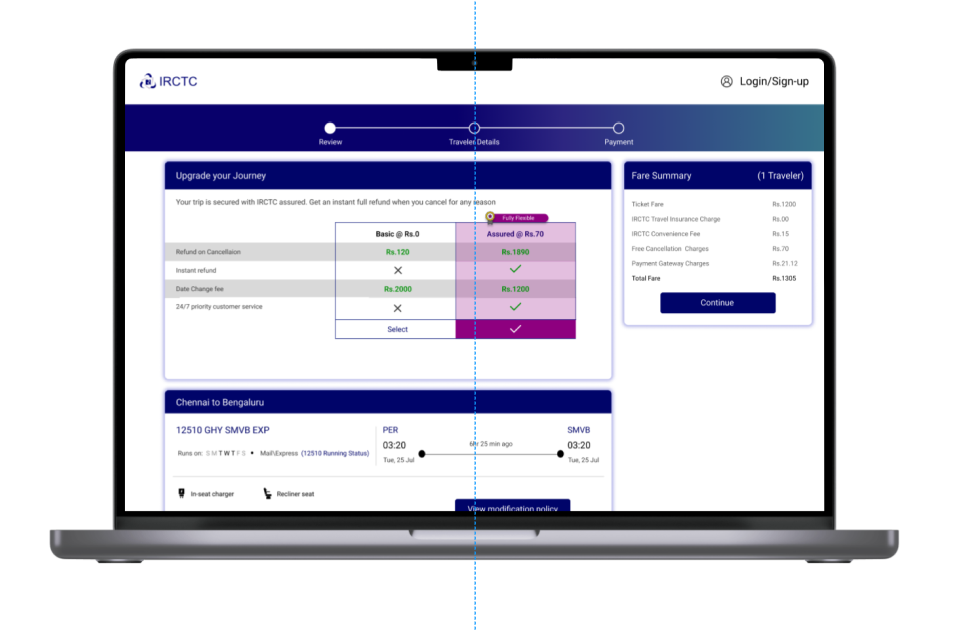 IRCTC
Login/Sign-up
Review
Traveler Details
Payment
Upgrade your Journey
Your trip is secured with IRCTC assured. Get an instant full refund when you cancel for any reason
Fully Flexible
Basic @ Rs.0
Assured @ Rs.70
Refund on Cancellaion
Rs.120
Rs.1890
Instant refund
Date Change fee
Rs.2000
Rs.1200
24/7 priority customer service
Select
Fare Summary
(1 Traveler)
Ticket Fare
Rs.1200
IRCTC Travel Insurance Charge
Rs.00
IRCTC Convenience Fee
Rs.15
Free Cancellation Charges
Rs.70
Payment Gateway Charges
Rs.21.12
Total Fare
Rs.1305
Continue
Chennai to Bengaluru
12510 GHY SMVB EXP
Runs on: S M T W T F S • Mail\Express (12510 Running Status)
PER
03:20
Tue, 25 Jul
6hr 25 min ago
SMVB
03:20
Tue, 25 Jul
In-seat charger
Recliner seat
View modification policy